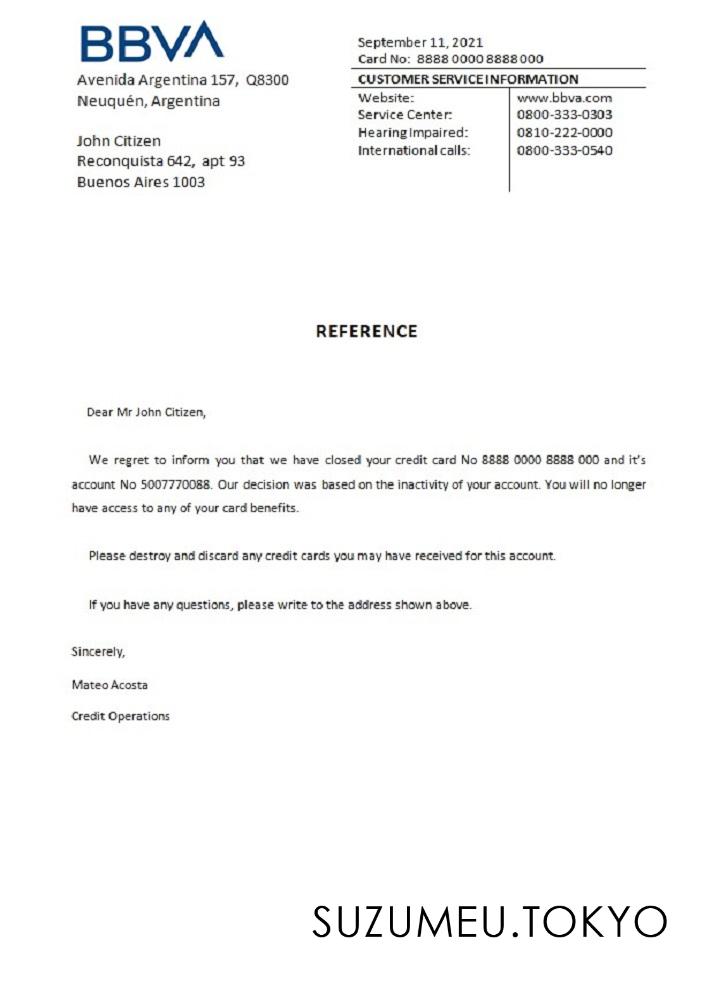 BBVA
Avenida Argentina 157, Q8300
Neuquén, Argentina
John Citizen
Reconquista 642, apt 93
Buenos Aires 1003
September 11, 2021
Card No: 8888 0000 8888 000
CUSTOMER SERVICE INFORMATION
Website: www.bbva.com
Service Center: 0800-333-0303
Hearing Impaired: 0810-222-0000
International calls: 0800-333-0540
REFERENCE
Dear Mr John Citizen,
We regret to inform you that we have closed your credit card No 8888 0000 8888 000 and it's
account No 5007770088. Our decision was based on the inactivity of your account. You will no longer
have access to any of your card benefits.
Please destroy and discard any credit cards you may have received for this account.
If you have any questions, please write to the address shown above.
Sincerely,
Mateo Acosta
Credit Operations
SUZUMEU.TOKYO